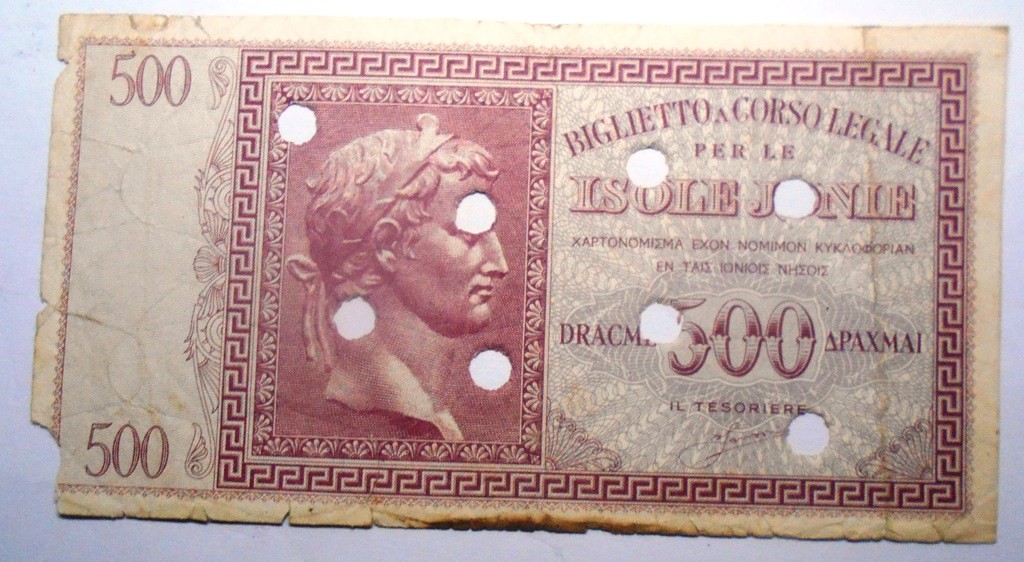 500
500
BIGLIETTO A CORSO LEGALE
PER LE
ISOLE JONIE
ΧΑΡΤΟΝΟΜΙΣΜΑ ΕΧΟΝ ΝΟΜΙΜΟΝ ΚΥΚΛΟΦΟΡΙΑΝ
ΕΝ ΤΑΙΣ ΙΟΝΙΟΙΣ ΝΗΣΟΙΣ
DRACME 500 ΔΡΑΧΜΑΙ
IL TESORIERE